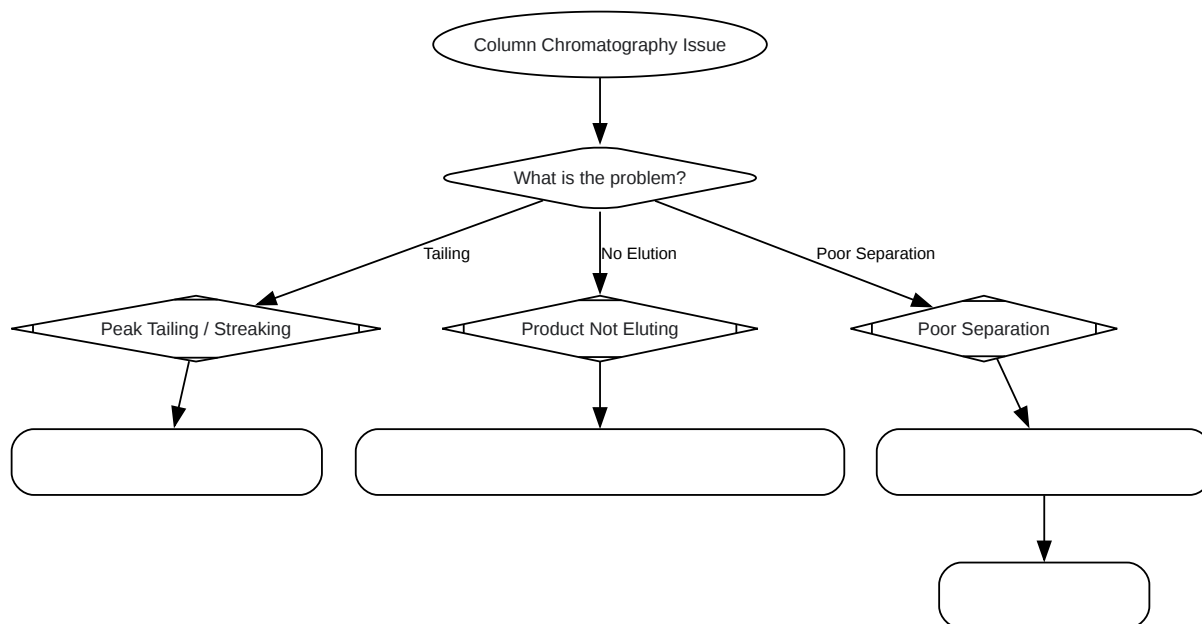 Column Chromatography Issue
What is the problem?
Tailing
No Elution
Poor Separation
Peak Tailing / Streaking
Product Not Eluting
Poor Separation